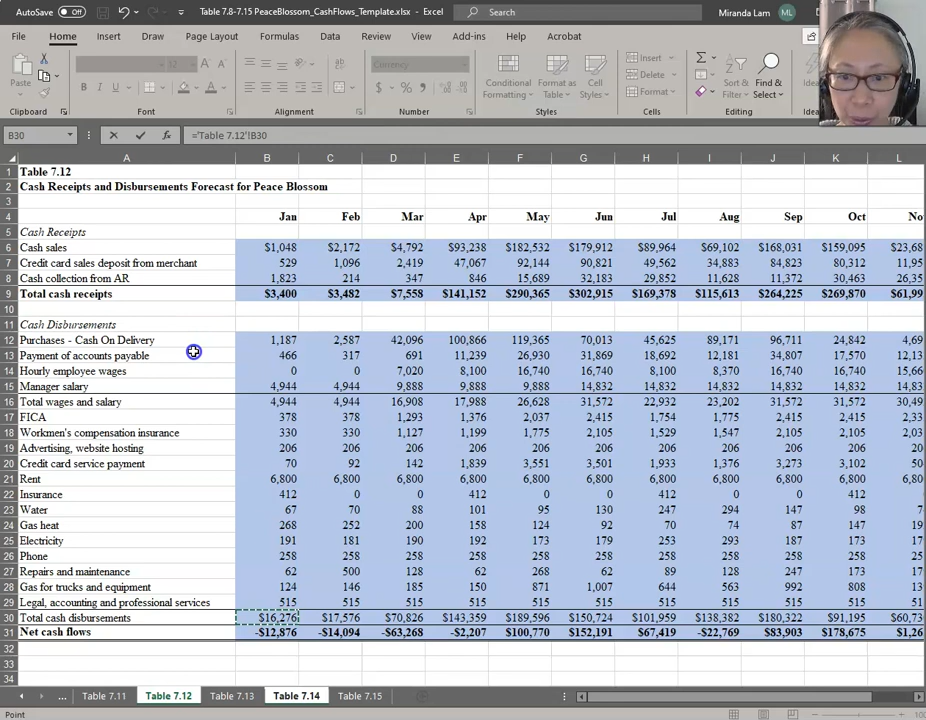 AutoSave Off Table 7.8-7.15 PeaceBlossom_CashFlows_Template.xlsx - Excel Search Miranda Lam ML
File Home Insert Draw Page Layout Formulas Data Review View Add-ins Help Acrobat
Paste Currency Conditional Formatting Format as Table Cell Styles Insert Delete Format Sort & Filter Find & Select
Clipboard Font Alignment Number Styles Cells Editing
B30 fx ='Table 7.12'!B30
A B C D E F G H I J K L
1 Table 7.12
2 Cash Receipts and Disbursements Forecast for Peace Blossom
3
4 Jan Feb Mar Apr May Jun Jul Aug Sep Oct
5 Cash Receipts
6 Cash sales $1,048 $2,172 $4,792 $93,238 $182,532 $179,912 $89,964 $69,102 $168,031 $159,095 $23,68
7 Credit card sales deposit from merchant 529 1,096 2,419 47,067 92,144 90,821 49,562 34,883 84,820 80,312 11,95
8 Cash collection from AR 1,823 214 347 846 15,689 32,183 29,852 11,628 11,372 30,463 26,35
9 Total cash receipts $3,400 $3,482 $7,558 $141,152 $290,365 $302,915 $169,378 $115,613 $264,225 $269,870 $61,99
10
11 Cash Disbursements
12 Purchases - Cash On Delivery 1,187 2,587 42,096 100,866 119,365 70,013 45,625 89,171 96,711 24,842 4,69
13 Payment of accounts payable 466 317 691 11,239 26,930 31,869 18,692 12,181 34,807 17,570 12,13
14 Hourly employee wages 0 0 7,020 8,100 16,740 16,740 8,100 8,370 16,740 16,740 15,66
15 Manager salary 4,944 4,944 9,888 9,888 9,888 14,832 14,832 14,832 14,832 14,832 14,83
16 Total wages and salary 4,944 4,944 16,908 17,988 26,628 31,572 22,932 23,202 31,572 31,572 30,49
17 FICA 378 378 1,293 1,376 2,037 2,415 1,754 1,775 2,415 2,415 2,33
18 Workmen's compensation insurance 330 330 1,127 1,199 1,775 2,105 1,529 1,547 2,105 2,105 2,03
19 Advertising, website hosting 206 206 206 206 206 206 206 206 206 206 20
20 Credit card service payment 70 92 142 1,839 3,551 3,501 1,933 1,376 3,273 3,102 50
21 Rent 6,800 6,800 6,800 6,800 6,800 6,800 6,800 6,800 6,800 6,800 6,80
22 Insurance 412 0 0 412 0 0 412 0 0 412
23 Water 67 70 88 101 95 130 247 294 147 98 7
24 Gas heat 268 252 200 158 124 92 70 74 87 147 19
25 Electricity 191 181 190 192 173 179 253 293 187 173 17
26 Phone 258 258 258 258 258 258 258 258 258 258 25
27 Repairs and maintenance 62 500 128 62 268 62 89 128 247 247 31
28 Gas for trucks and equipment 124 146 185 150 871 1,007 644 563 992 808 13
29 Legal, accounting and professional services 515 515 515 515 515 515 515 515 515 515 51
30 Total cash disbursements $16,276 $17,576 $70,826 $143,359 $189,596 $150,724 $101,959 $138,382 $180,322 $91,195 $60,73
31 Net cash flows -$12,876 -$14,094 -$63,268 -$2,207 $100,770 $152,191 $67,419 -$22,769 $83,903 $178,675 $1,26
32
33
34
... Table 7.11 Table 7.12 Table 7.13 Table 7.14 Table 7.15
Point